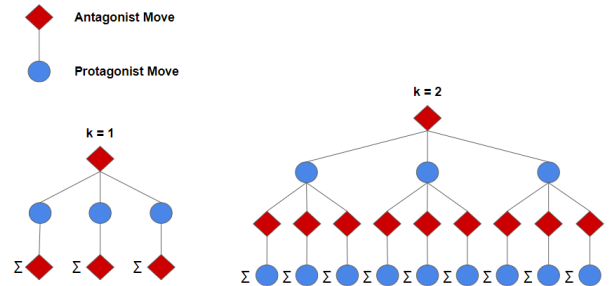 Antagonist Move
Protagonist Move
k = 1
Σ Σ Σ
k = 2
Σ Σ Σ Σ Σ Σ Σ Σ Σ